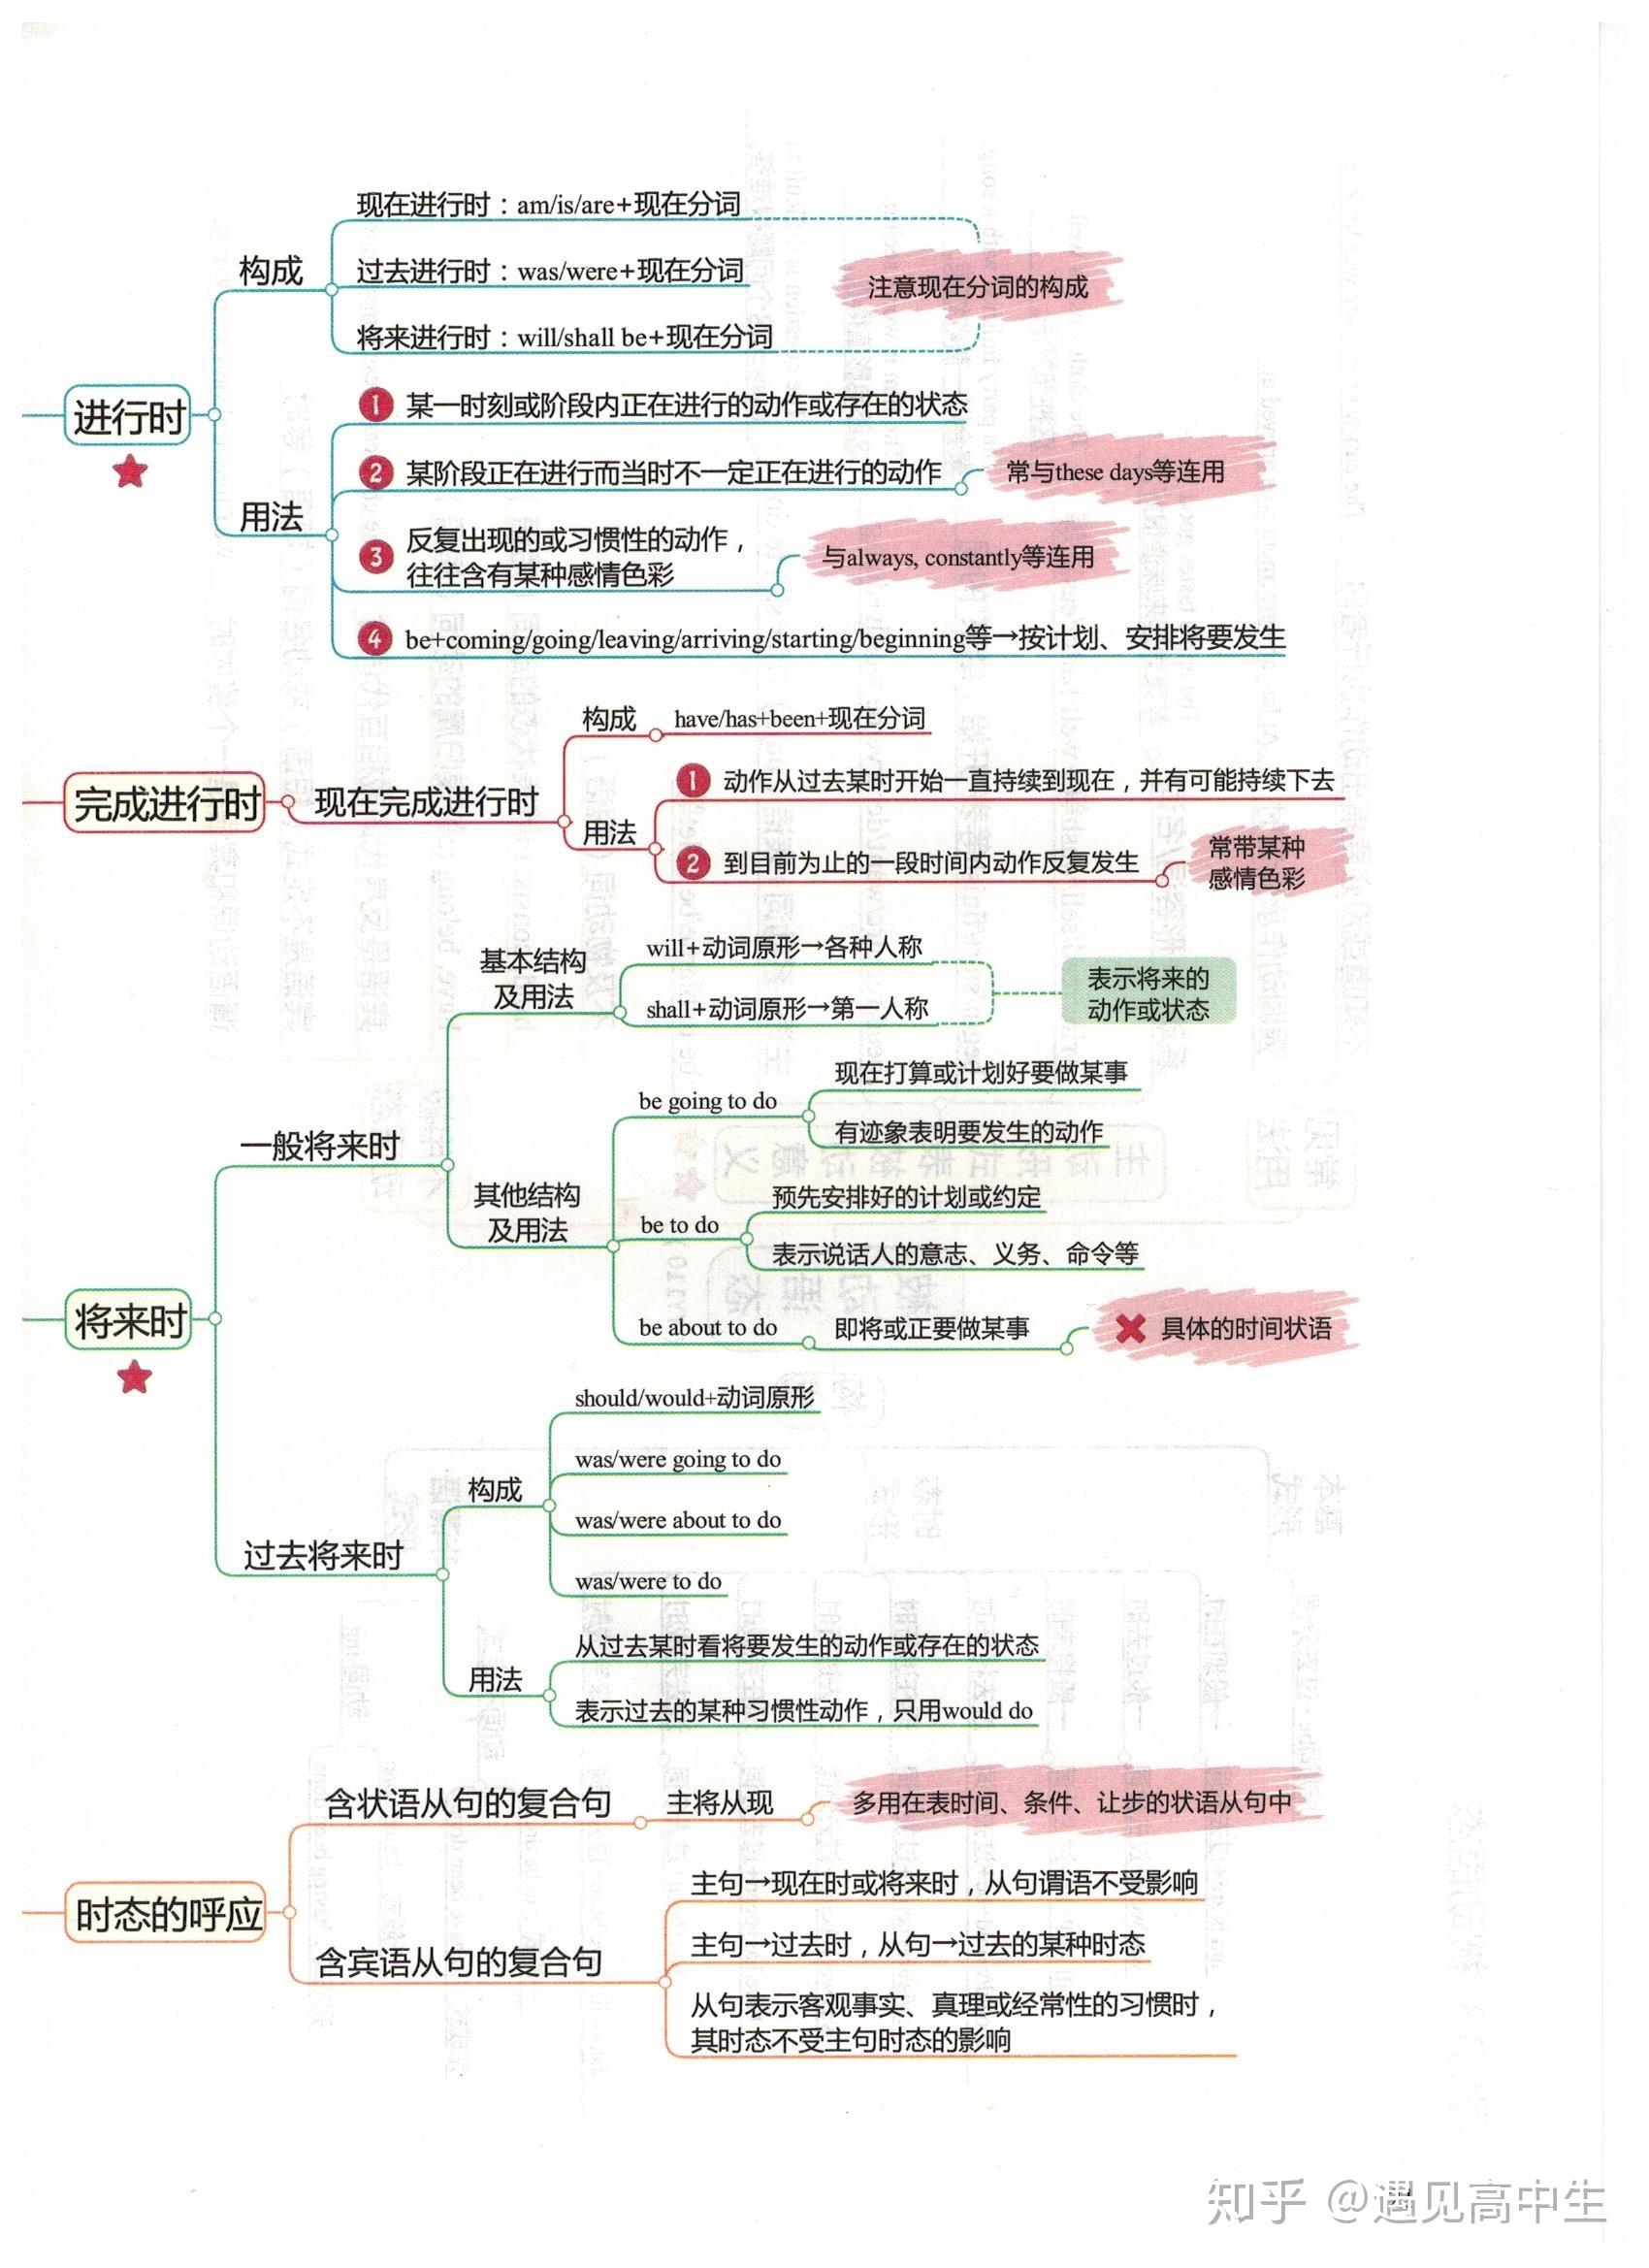 现在进行时：am/is/are+现在分词
构成
过去进行时：was/were+现在分词
注意现在分词的构成
将来进行时：will/shall be+现在分词
进行时
1 某一时刻或阶段内正在进行的动作或存在的状态
2 某阶段正在进行而当时不一定正在进行的动作
常与these days等连用
用法
3 反复出现的或习惯性的动作，
往往含有某种感情色彩
与always, constantly等连用
4 be+coming/going/leaving/arriving/starting/beginning等→按计划、安排将要发生
构成
have/has+been+现在分词
完成进行时
现在完成进行时
1 动作从过去某时开始一直持续到现在，并有可能持续下去
用法
2 到目前为止的一段时间内动作反复发生
常带某种
感情色彩
基本结构
及用法
will+动词原形→各种人称
shall+动词原形→第一人称
表示将来的
动作或状态
一般将来时
be going to do
现在打算或计划好要做某事
有迹象表明要发生的动作
其他结构
及用法
be to do
预先安排好的计划或约定
表示说话人的意志、义务、命令等
be about to do
即将或正要做某事
✖ 具体的时间状语
将来时
should/would+动词原形
was/were going to do
构成
was/were about to do
was/were to do
过去将来时
从过去某时看将要发生的动作或存在的状态
用法
表示过去的某种习惯性动作，只用would do
含状语从句的复合句
主将从现
多用在表时间、条件、让步的状语从句中
时态的呼应
主句→现在时或将来时，从句谓语不受影响
含宾语从句的复合句
主句→过去时，从句→过去的某种时态
从句表示客观事实、真理或经常性的习惯时，
其时态不受主句时态的影响
知乎 @遇见高中生